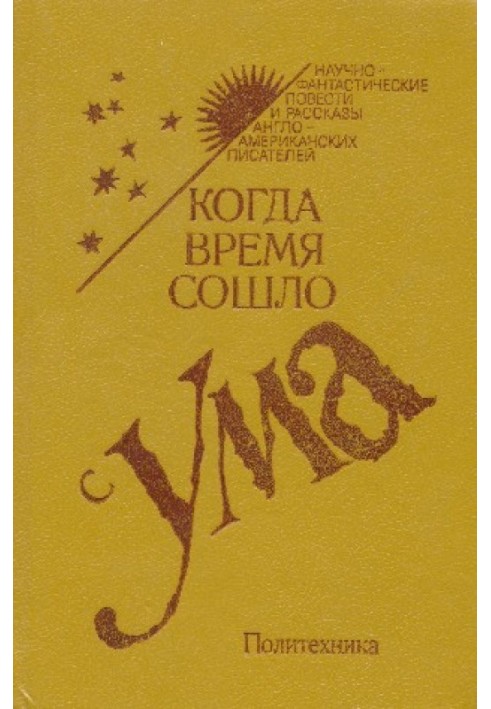 НАУЧНО-
ФАНТАСТИЧЕСКИЕ
ПОВЕСТИ
И РАССКАЗЫ
АНГЛО-
АМЕРИКАНСКИХ
ПИСАТЕЛЕЙ
КОГДА
ВРЕМЯ
СОШЛО
С УМА
Политехника